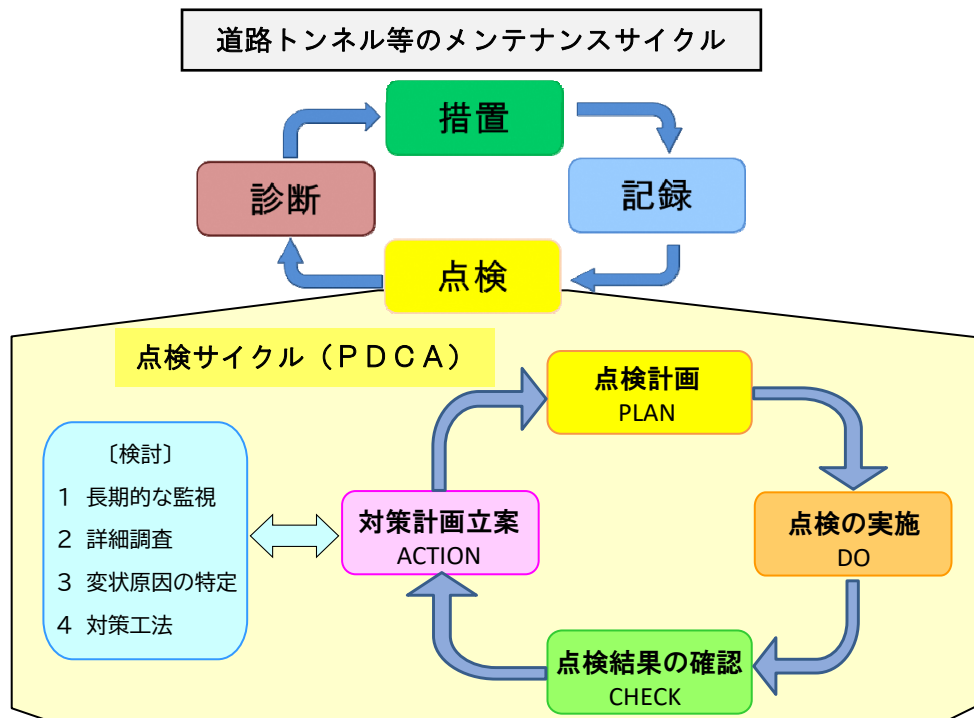 道路トンネル等のメンテナンスサイクル
措置
診断
記録
点検
点検サイクル（ＰＤＣＡ）
点検計画
PLAN
〔検討〕
１ 長期的な監視
２ 詳細調査
３ 変状原因の特定
４ 対策工法
対策計画立案
ACTION
点検の実施
DO
点検結果の確認
CHECK